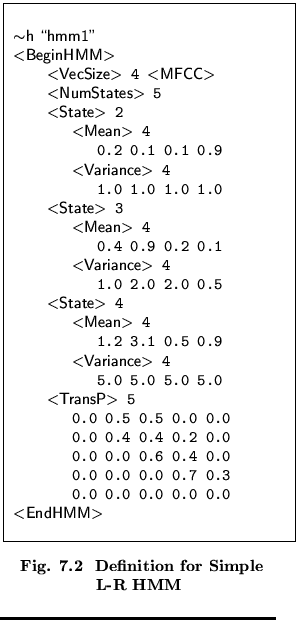 ~h "hmm1"
<BeginHMM>
<VecSize> 4 <MFCC>
<NumStates> 5
<State> 2
<Mean> 4
0.2 0.1 0.1 0.9
<Variance> 4
1.0 1.0 1.0 1.0
<State> 3
<Mean> 4
0.4 0.9 0.2 0.1
<Variance> 4
1.0 2.0 2.0 0.5
<State> 4
<Mean> 4
1.2 3.1 0.5 0.9
<Variance> 4
5.0 5.0 5.0 5.0
<TransP> 5
0.0 0.5 0.5 0.0 0.0
0.0 0.4 0.4 0.2 0.0
0.0 0.0 0.6 0.4 0.0
0.0 0.0 0.0 0.7 0.3
0.0 0.0 0.0 0.0 0.0
<EndHMM>
Fig. 7.2 Definition for Simple
L-R HMM